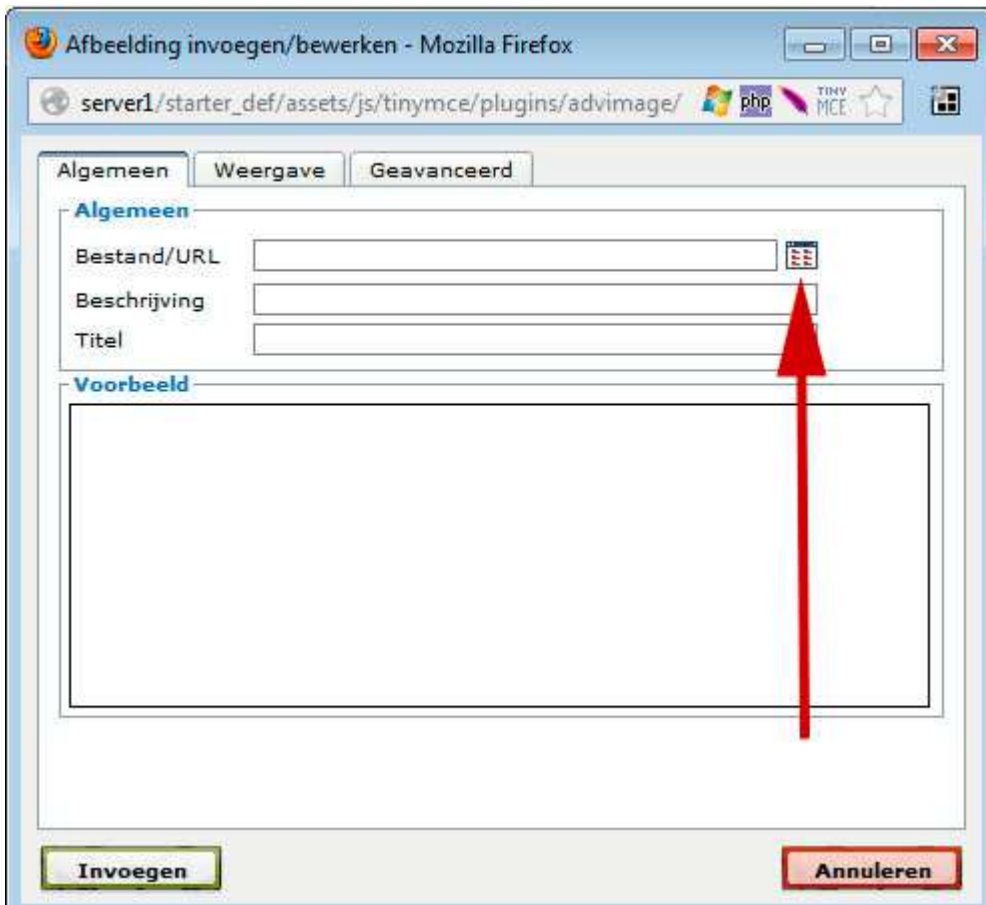 Afbeelding invoegen/bewerken - Mozilla Firefox
server1/starter_def/assets/js/tinymce/plugins/advimage/ php TINY
MCE
Algemeen Weergave Geavanceerd
Algemeen
Bestand/URL
Beschrijving
Titel
Voorbeeld
Invoegen Annuleren